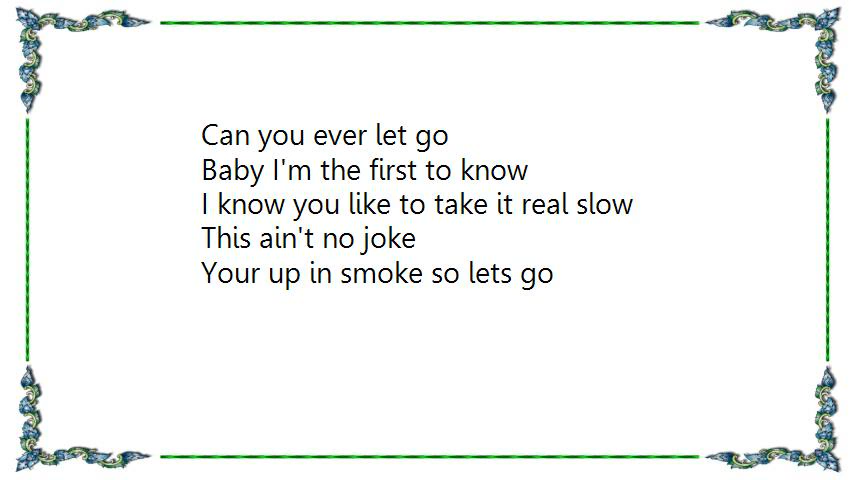 Can you ever let go
Baby I'm the first to know
I know you like to take it real slow
This ain't no joke
Your up in smoke so lets go